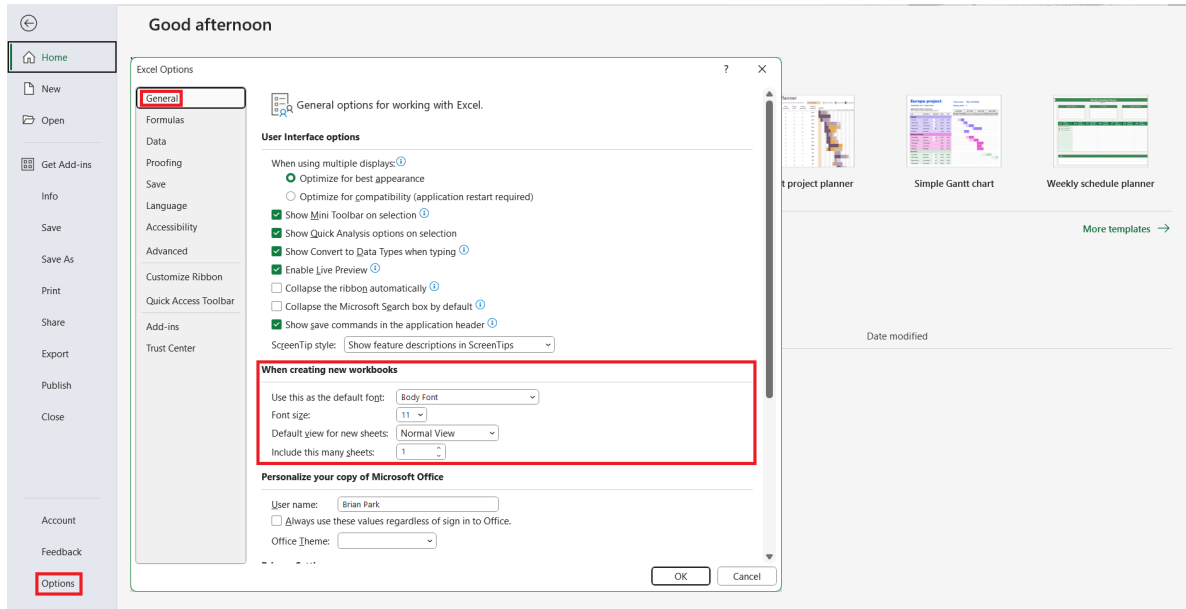 Good afternoon
Home
New
Open
Get Add-ins
Info
Save
Save As
Print
Share
Export
Publish
Close
Account
Feedback
Options
Excel Options
?
General
Formulas
Data
Proofing
Save
Language
Accessibility
Advanced
Customize Ribbon
Quick Access Toolbar
Add-ins
Trust Center
General options for working with Excel.
User Interface options
When using multiple displays:
Optimize for best appearance
Optimize for compatibility (application restart required)
Show Mini Toolbar on selection
Show Quick Analysis options on selection
Show Convert to Data Types when typing
Enable Live Preview
Collapse the ribbon automatically
Collapse the Microsoft Search box by default
Show save commands in the application header
ScreenTip style: Show feature descriptions in ScreenTips
When creating new workbooks
Use this as the default font: Body Font
Font size: 11
Default view for new sheets: Normal View
Include this many sheets: 1
Personalize your copy of Microsoft Office
User name: Brian Park
Always use these values regardless of sign in to Office.
Office Theme:
OK Cancel
Planner
Europe project
t project planner
Simple Gantt chart
Weekly schedule planner
More templates →
Date modified